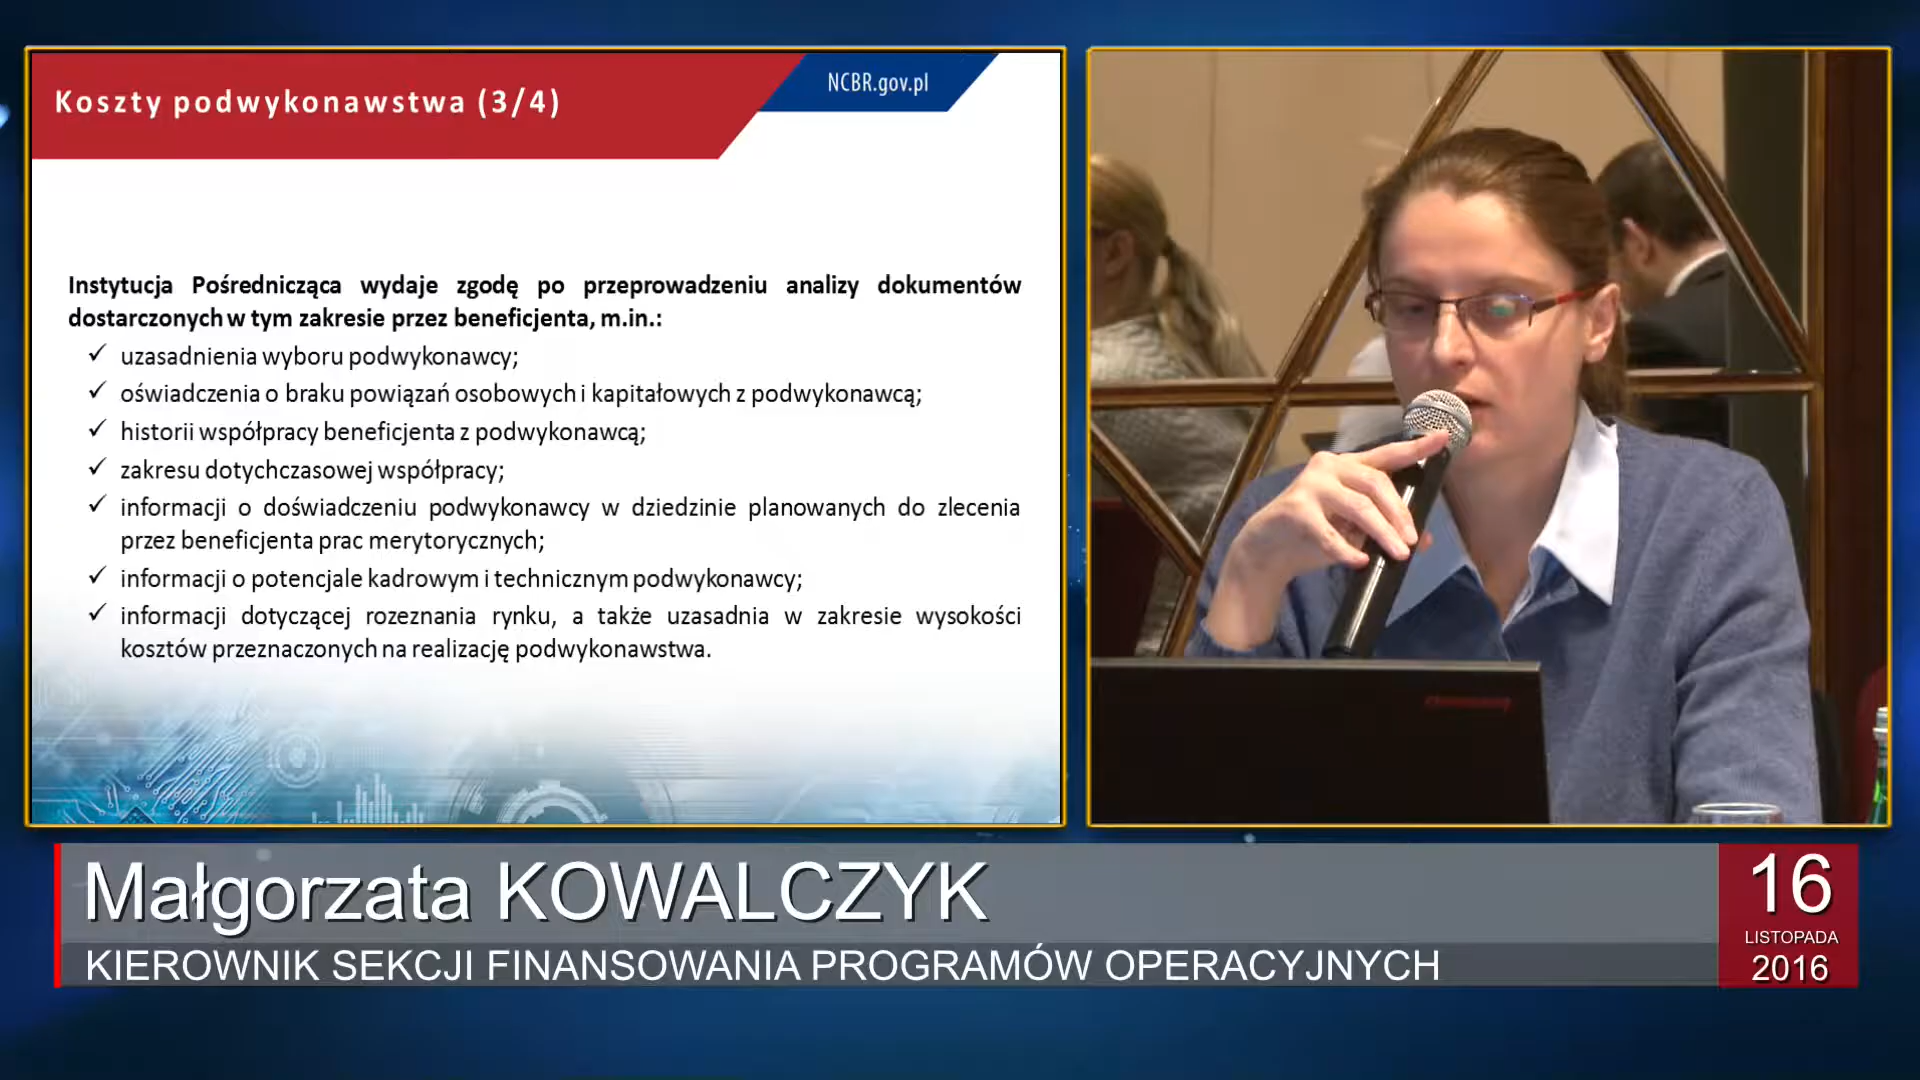 Koszty podwykonawstwa (3/4)
NCBR.gov.pl
Instytucja Pośrednicząca wydaje zgodę po przeprowadzeniu analizy dokumentów
dostarczonych w tym zakresie przez beneficjenta, m.in.:
✓ uzasadnienia wyboru podwykonawcy;
✓ oświadczenia o braku powiązań osobowych i kapitałowych z podwykonawcą;
✓ historii współpracy beneficjenta z podwykonawcą;
✓ zakresu dotychczasowej współpracy;
✓ informacji o doświadczeniu podwykonawcy w dziedzinie planowanych do zlecenia
przez beneficjenta prac merytorycznych;
✓ informacji o potencjale kadrowym i technicznym podwykonawcy;
✓ informacji dotyczącej rozeznania rynku, a także uzasadnia w zakresie wysokości
kosztów przeznaczonych na realizację podwykonawstwa.
Małgorzata KOWALCZYK
KIEROWNIK SEKCJI FINANSOWANIA PROGRAMÓW OPERACYJNYCH
16
LISTOPADA
2016